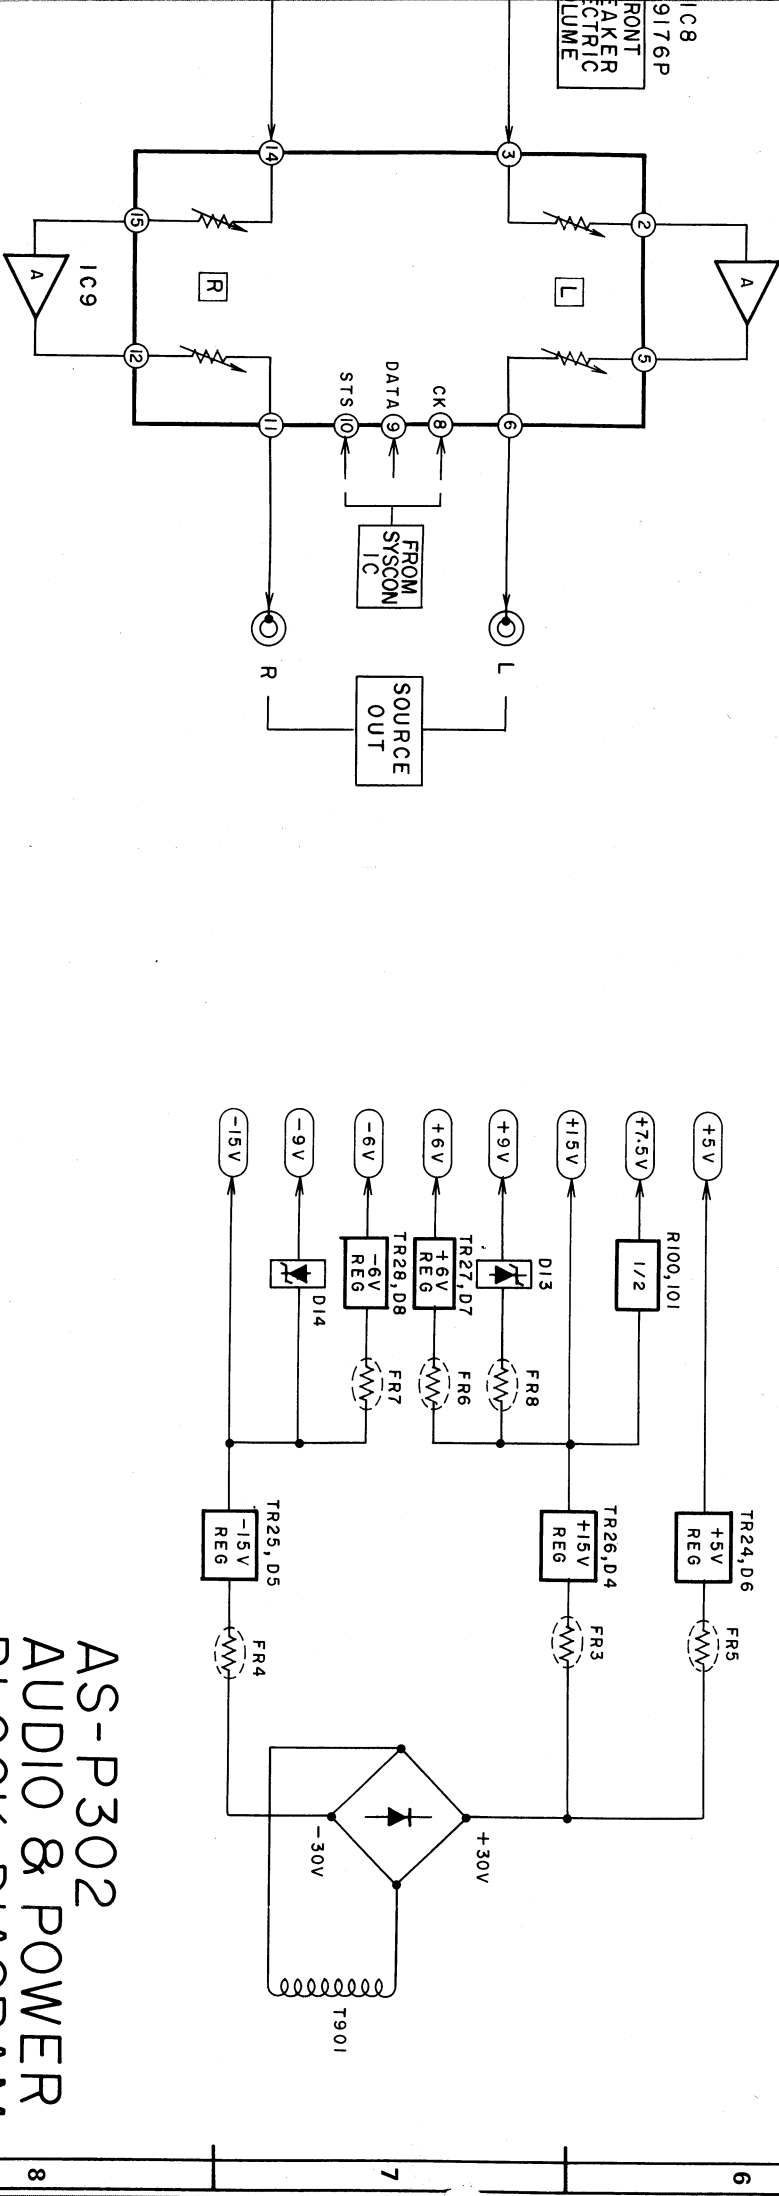 IC8
9176P
RONT
EAKER
ECTRIC
LUME
3
14
2
15
A
A
L
R
IC9
5
12
CK
DATA
STS
6
8
9
10
11
FROM
SYSCON
IC
L
R
SOURCE
OUT
+5V
+7.5V
+15V
+9V
+6V
-6V
-9V
-15V
R100,101
1/2
D13
TR27,D7
+6V
REG
TR28,D8
-6V
REG
D14
FR8
FR6
FR7
TR24,D6
+5V
REG
TR26,D4
+15V
REG
TR25,D5
-15V
REG
FR5
FR3
FR4
+30V
-30V
T901
AS-P302
AUDIO & POWER
BLOCK DIAGRAM
6
7
8